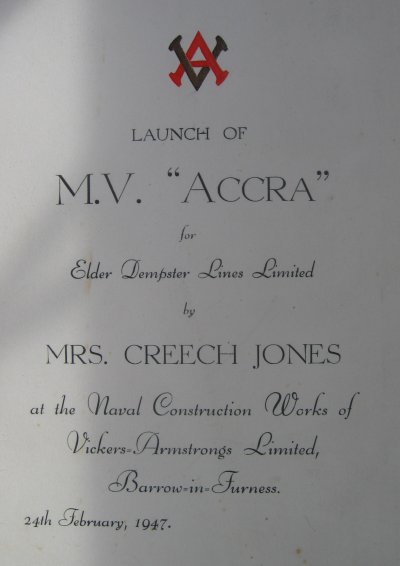 VA
LAUNCH OF
M.V. "ACCRA"
for
Elder Dempster Lines Limited
by
MRS. CREECH JONES
at the Naval Construction Works of
Vickers=Armstrongs Limited,
Barrow=in=Furness.
24th February, 1947.